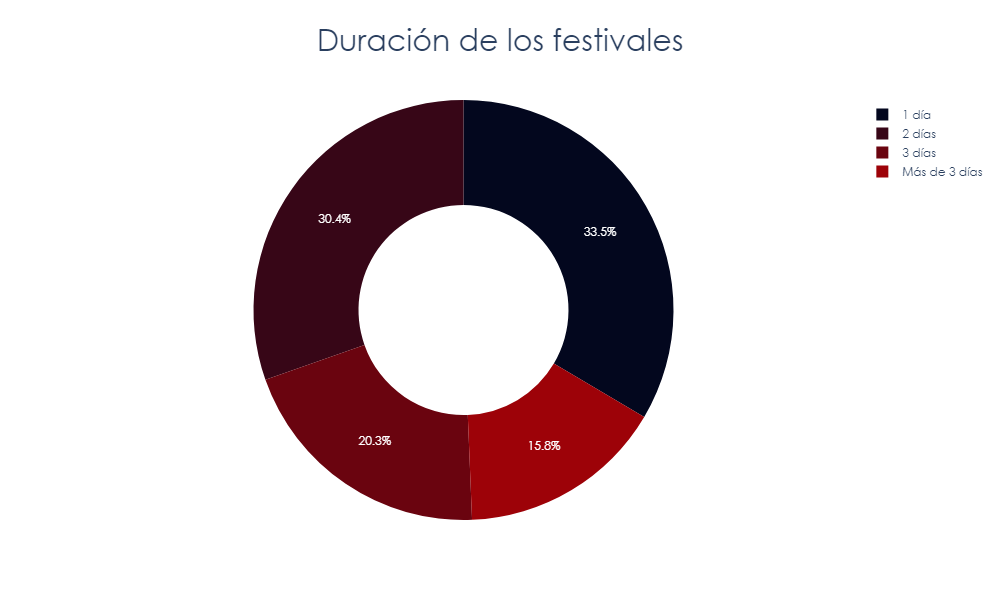 Duración de los festivales
1 día
2 días
3 días
Más de 3 días
30.4%
33.5%
20.3%
15.8%